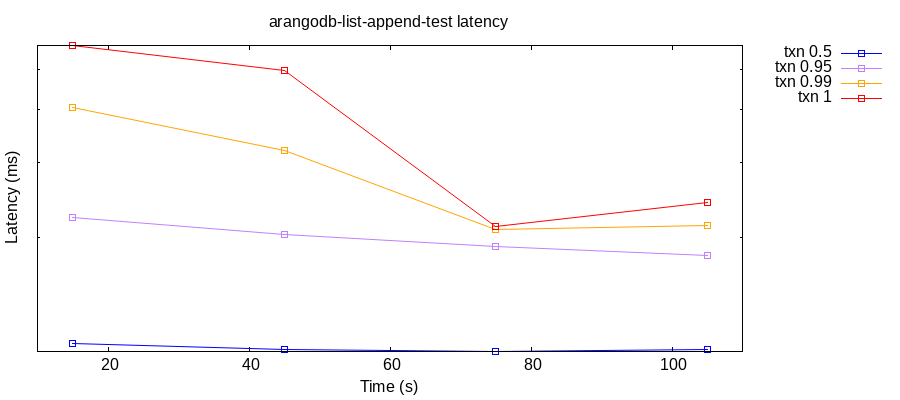 arangodb-list-append-test latency
txn 0.5
txn 0.95
txn 0.99
txn 1
Latency (ms)
20 40 60 80 100
Time (s)